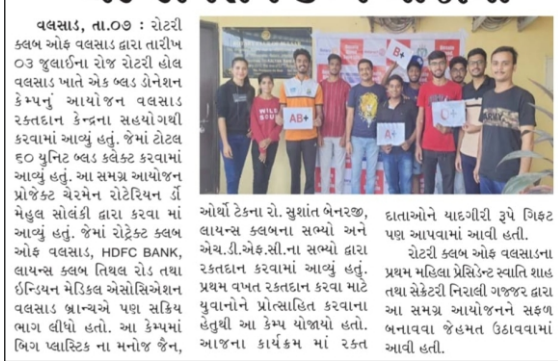 વલસાડ, તા.૦૭ : રોટરી
ક્લબ ઓફ વલસાડ દ્વારા તારીખ
૦૩ જુલાઈના રોજ રોટરી હોલ
વલસાડ ખાતે એક બ્લડ ડોનેશન
કેમ્પનું આયોજન વલસાડ
રક્તદાન કેન્દ્રના સહયોગથી
કરવામાં આવ્યું હતું. જેમાં ટોટલ
૬૦ યુનિટ બ્લડ કલેક્ટ કરવામાં
આવ્યું હતું. આ સમગ્ર આયોજન
પ્રોજેક્ટ ચેરમેન રોટેરિયન ર્ડો
મેહુલ સોલંકી દ્વારા કરવા માં
આવ્યું હતું. જેમાં રોટ્રેક્ટ ક્લબ
ઓફ વલસાડ, HDFC BANK,
લાયન્સ ક્લબ તિથલ રોડ તથા
ઇન્ડિયન મેડિકલ એસોસિએશન
વલસાડ બ્રાન્ચએ પણ સક્રિય
ભાગ લીધો હતો. આ કેમ્પમાં
બિગ પ્લાસ્ટિક ના મનોજ જૈન,
AB+
B+
A+
O+
ઓર્થો ટેકના રો. સુશાંત બેનરજી,
લાયન્સ ક્લબના સભ્યો અને
એચ.ડી.એફ.સી.ના સભ્યો દ્વારા
રક્તદાન કરવામાં આવ્યું હતું.
પ્રથમ વખત રક્તદાન કરવા માટે
યુવાનોને પ્રોત્સાહિત કરવાના
હેતુથી આ કેમ્પ યોજાયો હતો.
આજના કાર્યક્રમ માં રક્ત
દાતાઓને યાદગીરી રૂપે ગિફટ
પણ આપવામાં આવી હતી.
રોટરી ક્લબ ઓફ વલસાડના
પ્રથમ મહિલા પ્રેસિડેન્ટ સ્વાતિ શાહ
તથા સેક્રેટરી નિરાલી ગજ્જર દ્વારા
આ સમગ્ર આયોજનને સફળ
બનાવવા જેહમત ઉઠાવવામાં
આવી હતી.